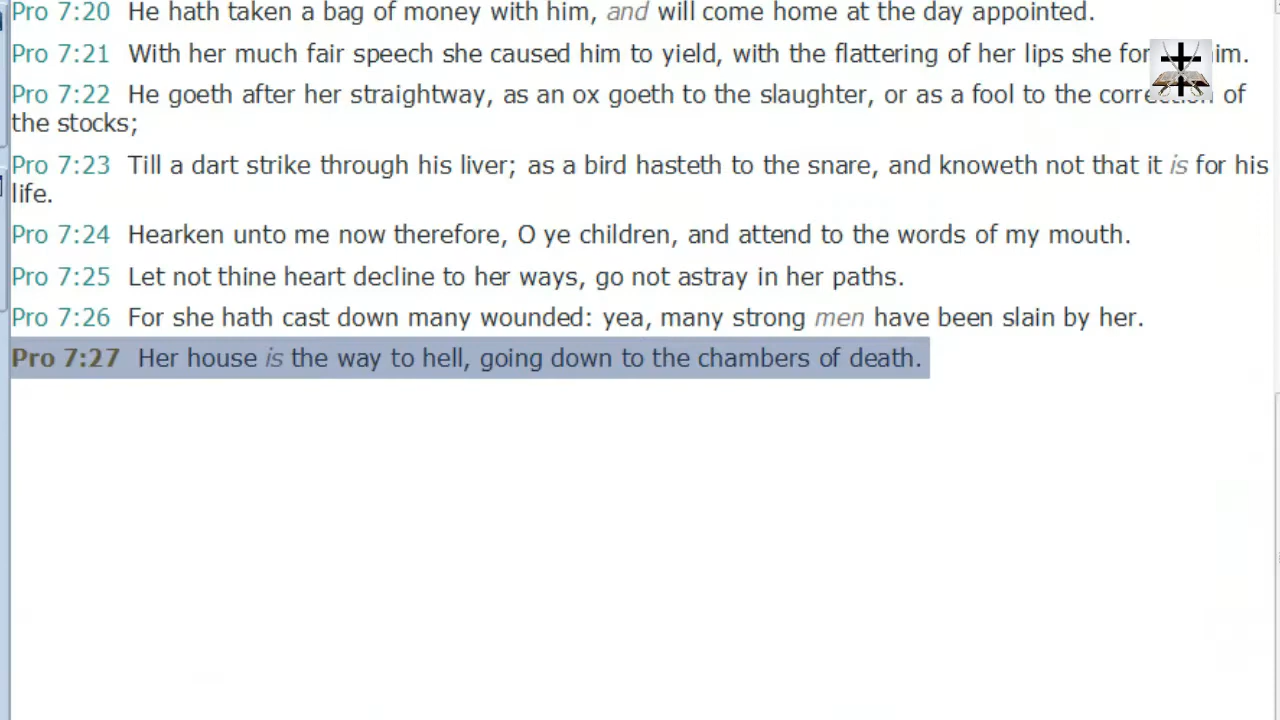 Pro 7:20 He hath taken a bag of money with him, and will come home at the day appointed.
Pro 7:21 With her much fair speech she caused him to yield, with the flattering of her lips she him.
Pro 7:22 He goeth after her straightway, as an ox goeth to the slaughter, or as a fool to the correction of
the stocks;
Pro 7:23 Till a dart strike through his liver; as a bird hasteth to the snare, and knoweth not that it is for his
life.
Pro 7:24 Hearken unto me now therefore, O ye children, and attend to the words of my mouth.
Pro 7:25 Let not thine heart decline to her ways, go not astray in her paths.
Pro 7:26 For she hath cast down many wounded: yea, many strong men have been slain by her.
Pro 7:27 Her house is the way to hell, going down to the chambers of death.